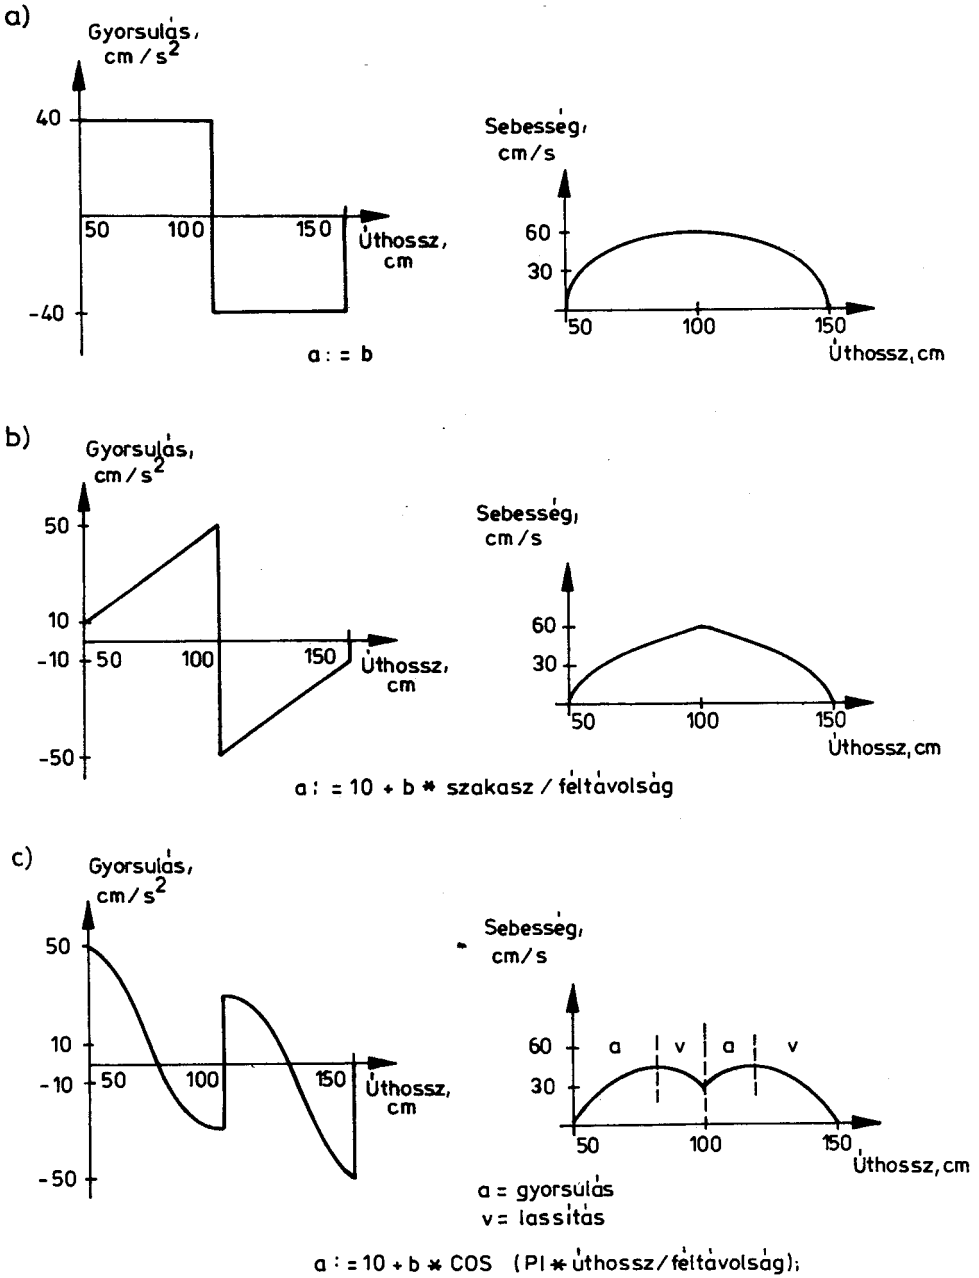 a)
Gyorsulás,
cm/s²
40
50
100
150
Úthossz,
cm
-40
a:=b
Sebesség,
cm/s
60
30
50
100
150
Úthossz, cm
b)
Gyorsulás,
cm/s²
50
10
-10
50
100
150
Úthossz,
cm
-50
Sebesség,
cm/s
60
30
50
100
150
Úthossz, cm
a:=10 + b * szakasz / féltávolság
c)
Gyorsulás,
cm/s²
50
10
-10
50
100
150
Úthossz,
cm
-50
Sebesség,
cm/s
60
30
a
v
a
v
50
100
150
Úthossz, cm
a = gyorsúlás
v = lassítás
a:=10 + b * COS (PI * úthossz/féltávolság);